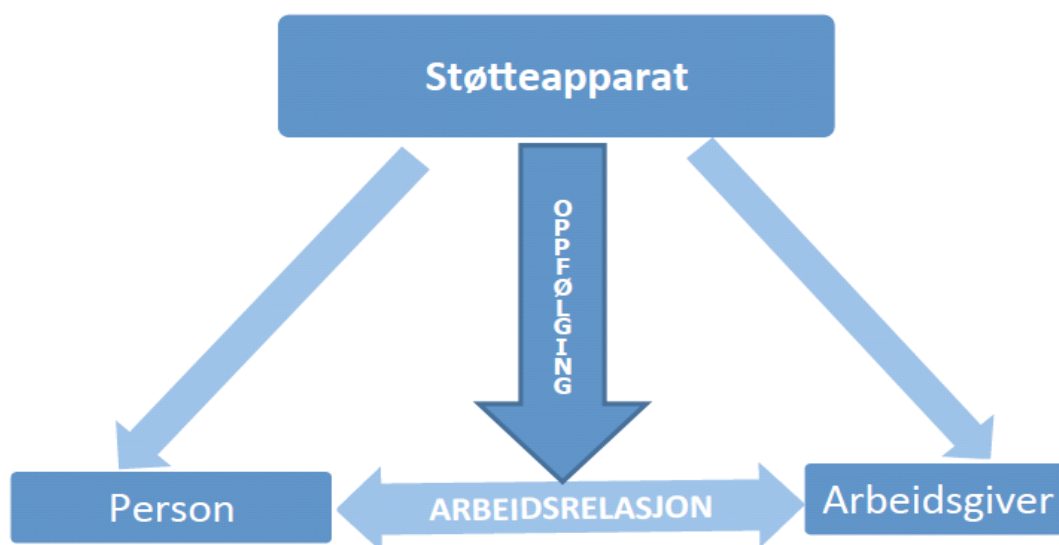 Støtteapparat
OPPFØLGING
Person
ARBEIDSRELASJON
Arbeidsgiver